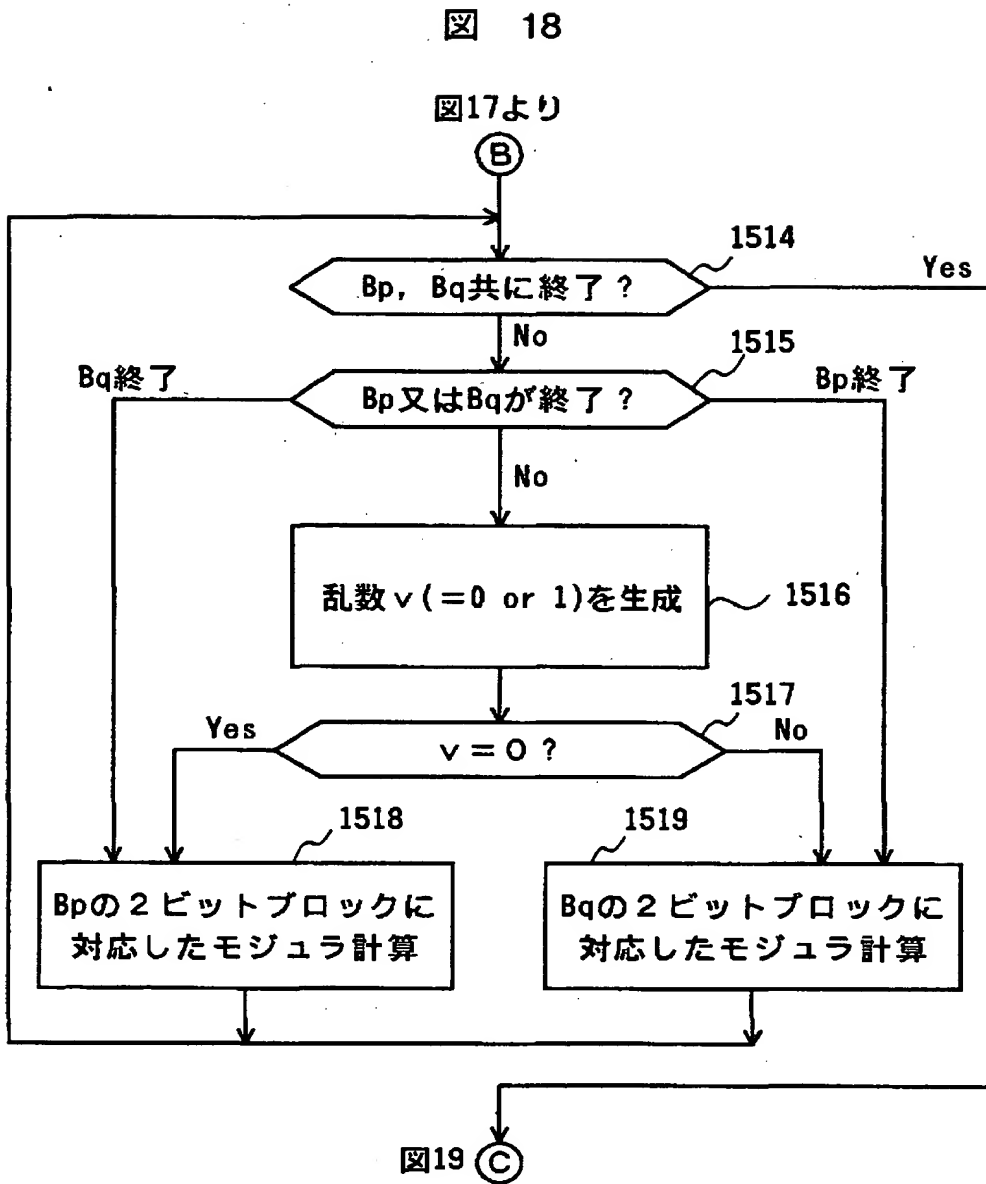 図 18
図17より
B
1514
Bp, Bq共に終了?
Yes
No
1515
Bq終了
Bp又はBqが終了?
Bp終了
No
乱数v(=0 or 1)を生成
1516
1517
Yes
v=0?
No
1518
1519
Bpの2ビットブロックに
対応したモジュラ計算
Bqの2ビットブロックに
対応したモジュラ計算
図19 C